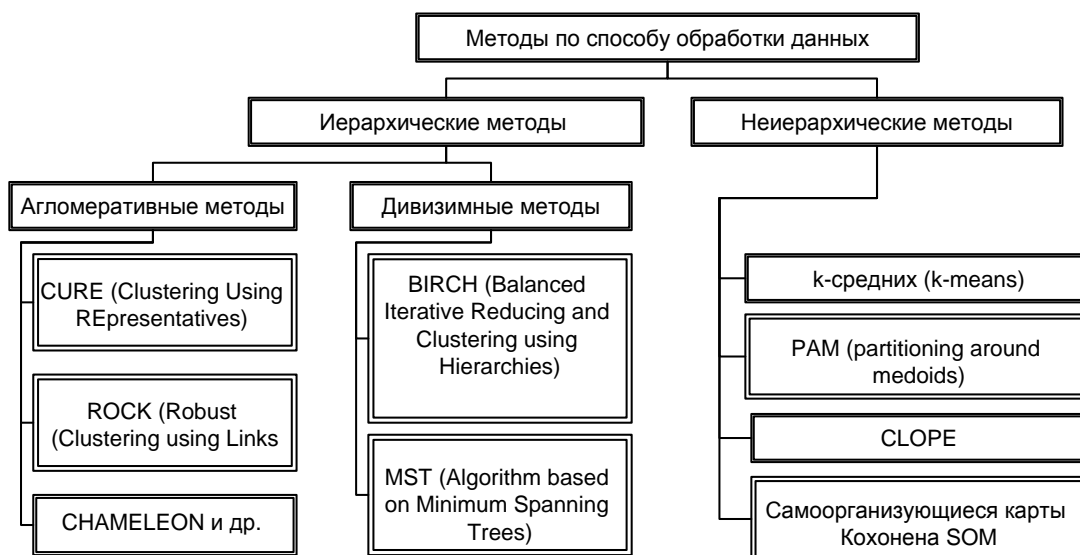 Методы по способу обработки данных
Иерархические методы
Неиерархические методы
Агломеративные методы
Дивизимные методы
CURE (Clustering Using
REpresentatives)
ROCK (Robust
(Clustering using Links
CHAMELEON и др.
BIRCH (Balanced
Iterative Reducing and
Clustering using
Hierarchies)
MST (Algorithm based
on Minimum Spanning
Trees)
k-средних (k-means)
PAM (partitioning around
medoids)
CLOPE
Самоорганизующиеся карты
Кохонена SOM